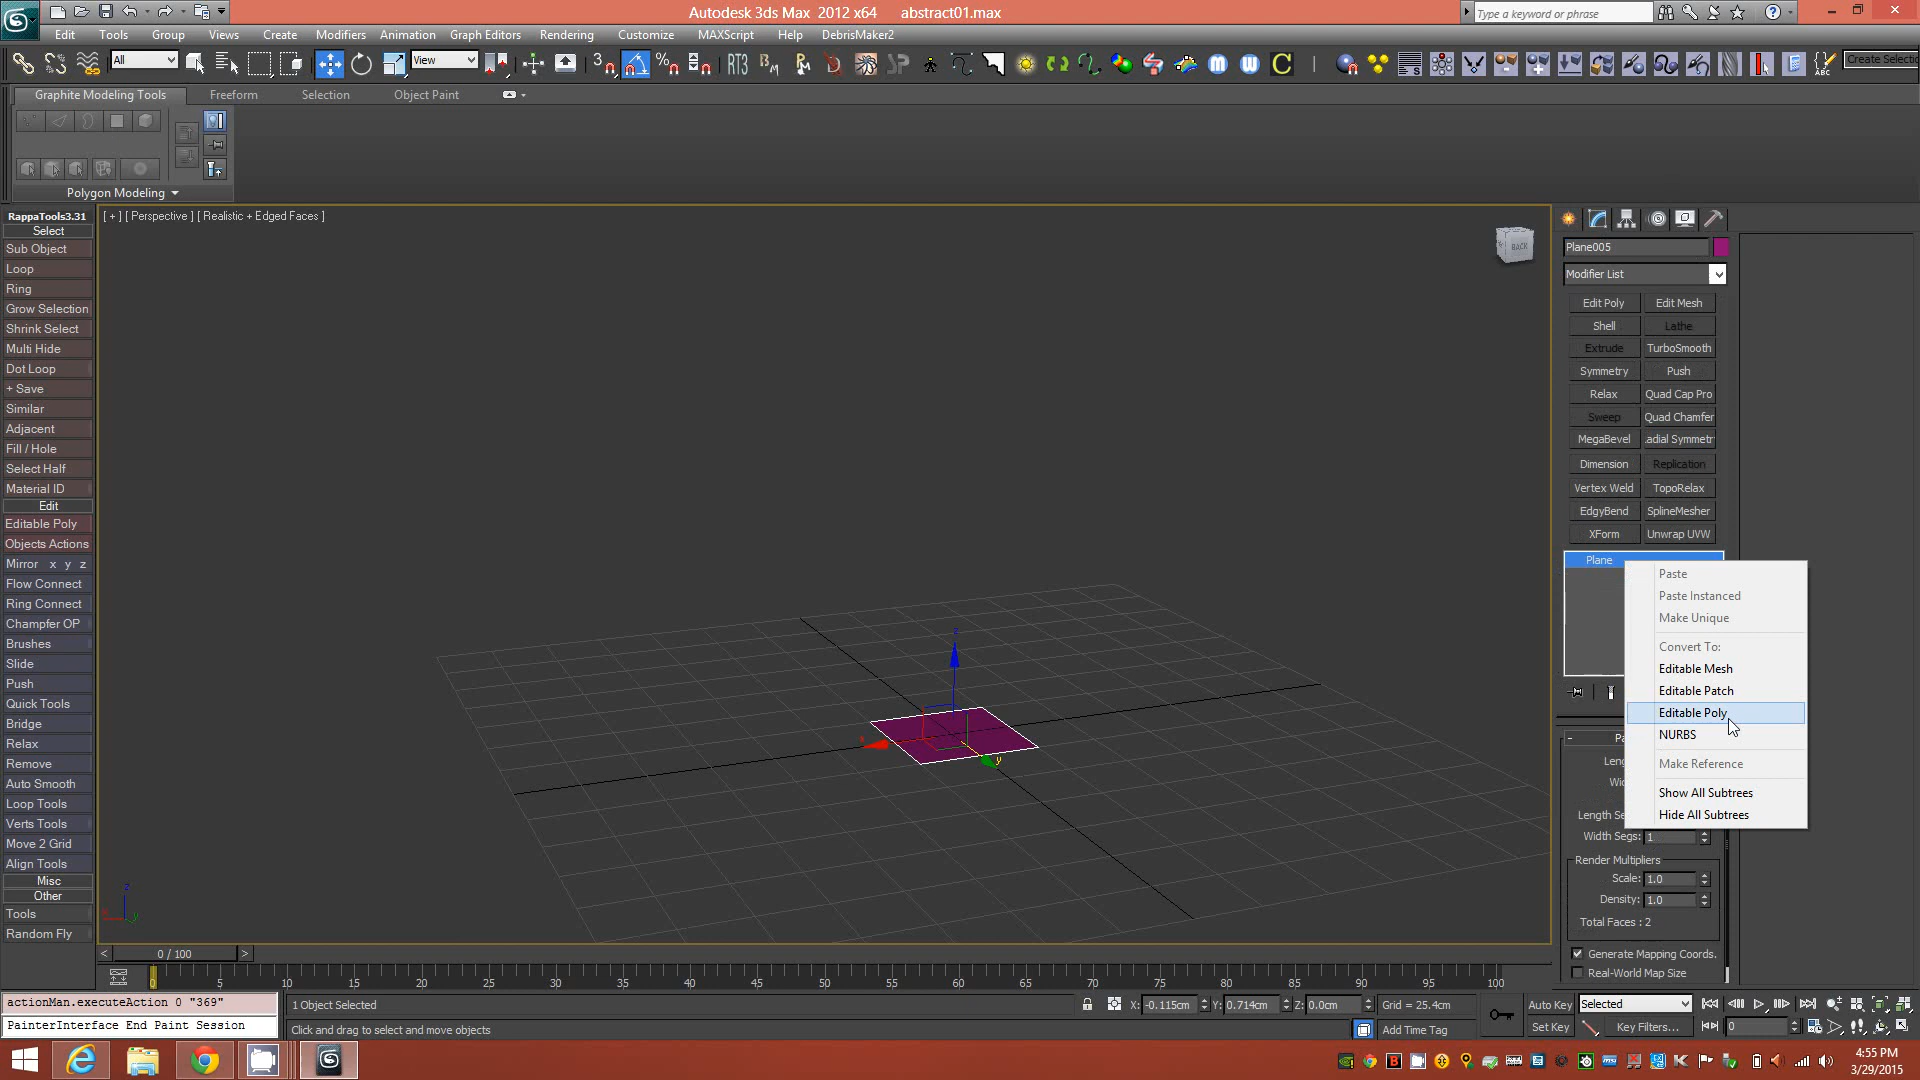 Autodesk 3ds Max 2012 x64 abstract01.max
Type a keyword or phrase
Edit Tools Group Views Create Modifiers Animation Graph Editors Rendering Customize MAXScript Help DebrisMaker2
All View RT3 Create Selectio
Graphite Modeling Tools Freeform Selection Object Paint
Polygon Modeling
RappaTools3.31
Select
Sub Object
Loop
Ring
Grow Selection
Shrink Select
Multi Hide
Dot Loop
+ Save
Similar
Adjacent
Fill / Hole
Select Half
Material ID
Edit
Editable Poly
Objects Actions
Mirror x y z
Flow Connect
Ring Connect
Champfer OP
Brushes
Slide
Push
Quick Tools
Bridge
Relax
Remove
Auto Smooth
Loop Tools
Verts Tools
Move 2 Grid
Align Tools
Misc
Other
Tools
Random Fly
[ + ] [ Perspective ] [ Realistic + Edged Faces ]
BACK
z
x
y
Plane005
Modifier List
Edit Poly Edit Mesh
Shell Lathe
Extrude TurboSmooth
Symmetry Push
Relax Quad Cap Pro
Sweep Quad Chamfer
MegaBevel adial Symmetr
Dimension Replication
Vertex Weld TopoRelax
EdgyBend SplineMesher
XForm Unwrap UVW
Plane
Paste
Paste Instanced
Make Unique
Convert To:
Editable Mesh
Editable Patch
Editable Poly
NURBS
Make Reference
Show All Subtrees
Hide All Subtrees
Length Se
Width Segs: 1
Render Multipliers
Scale: 1.0
Density: 1.0
Total Faces : 2
Generate Mapping Coords.
Real-World Map Size
< 0 / 100 >
0 5 10 15 20 25 30 35 40 45 50 55 60 65 70 75 80 85 90 95 100
actionMan.executeAction 0 "369"
PainterInterface End Paint Session
1 Object Selected
Click and drag to select and move objects
X: -0.115cm Y: 0.714cm Z: 0.0cm Grid = 25.4cm
Add Time Tag
Auto Key Selected
Set Key Key Filters... 0
4:55 PM
3/29/2015